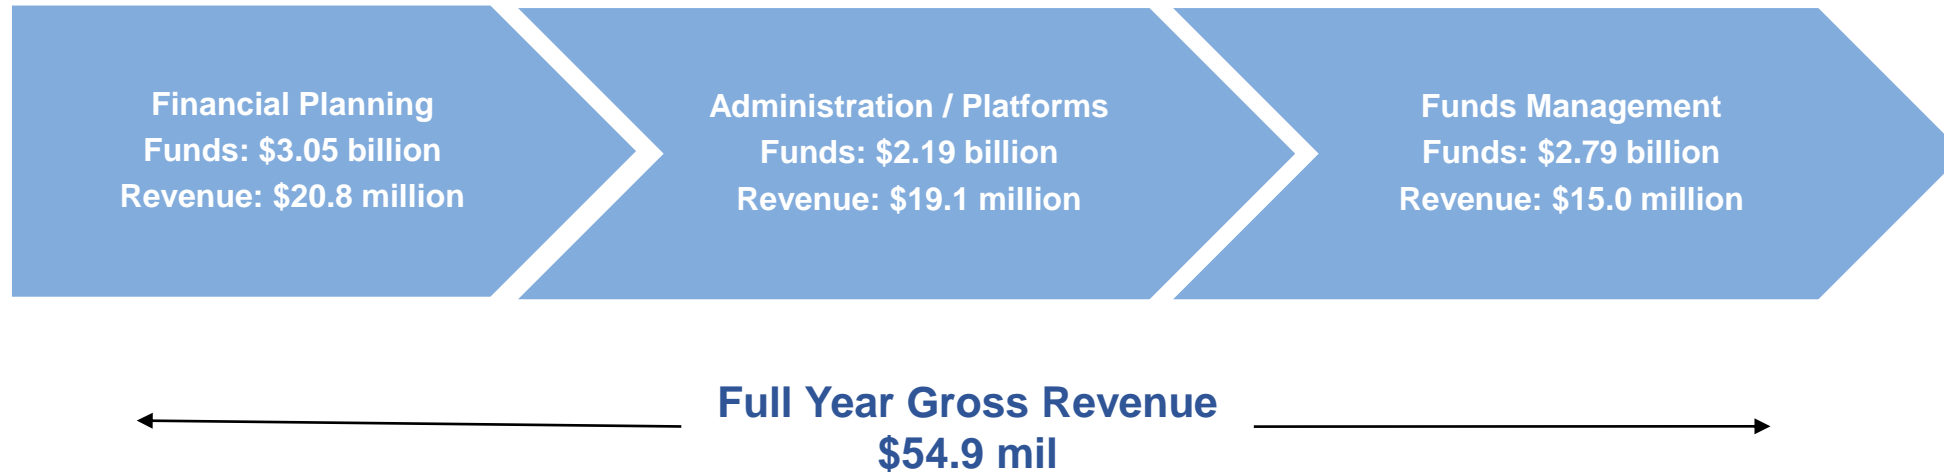 Financial Planning
Funds: $3.05 billion
Revenue: $20.8 million
Administration / Platforms
Funds: $2.19 billion
Revenue: $19.1 million
Funds Management
Funds: $2.79 billion
Revenue: $15.0 million
Full Year Gross Revenue
$54.9 mil